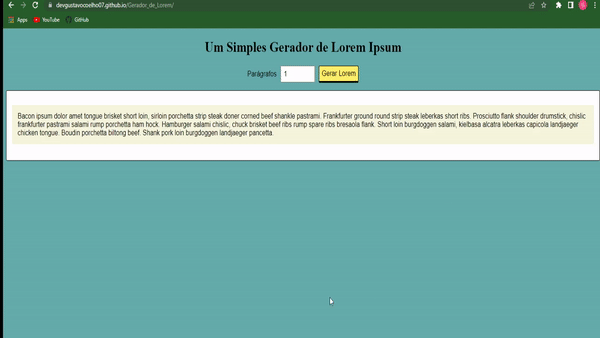 devgustavocoelho07.github.io/Gerador_de_Lorem/
Apps YouTube GitHub
Um Simples Gerador de Lorem Ipsum
Parágrafos 1 Gerar Lorem
Bacon ipsum dolor amet tongue brisket short loin, sirloin porchetta strip steak doner corned beef shankle pastrami. Frankfurter ground round strip steak leberkas short ribs. Prosciutto flank shoulder drumstick, chislic
frankfurter pastrami salami rump porchetta ham hock. Hamburger salami chislic, chuck brisket beef ribs rump spare ribs bresaola flank. Short loin burgdoggen salami, kielbasa alcatra leberkas capicola landjaeger
chicken tongue. Boudin porchetta biltong beef. Shank pork loin burgdoggen landjaeger pancetta.